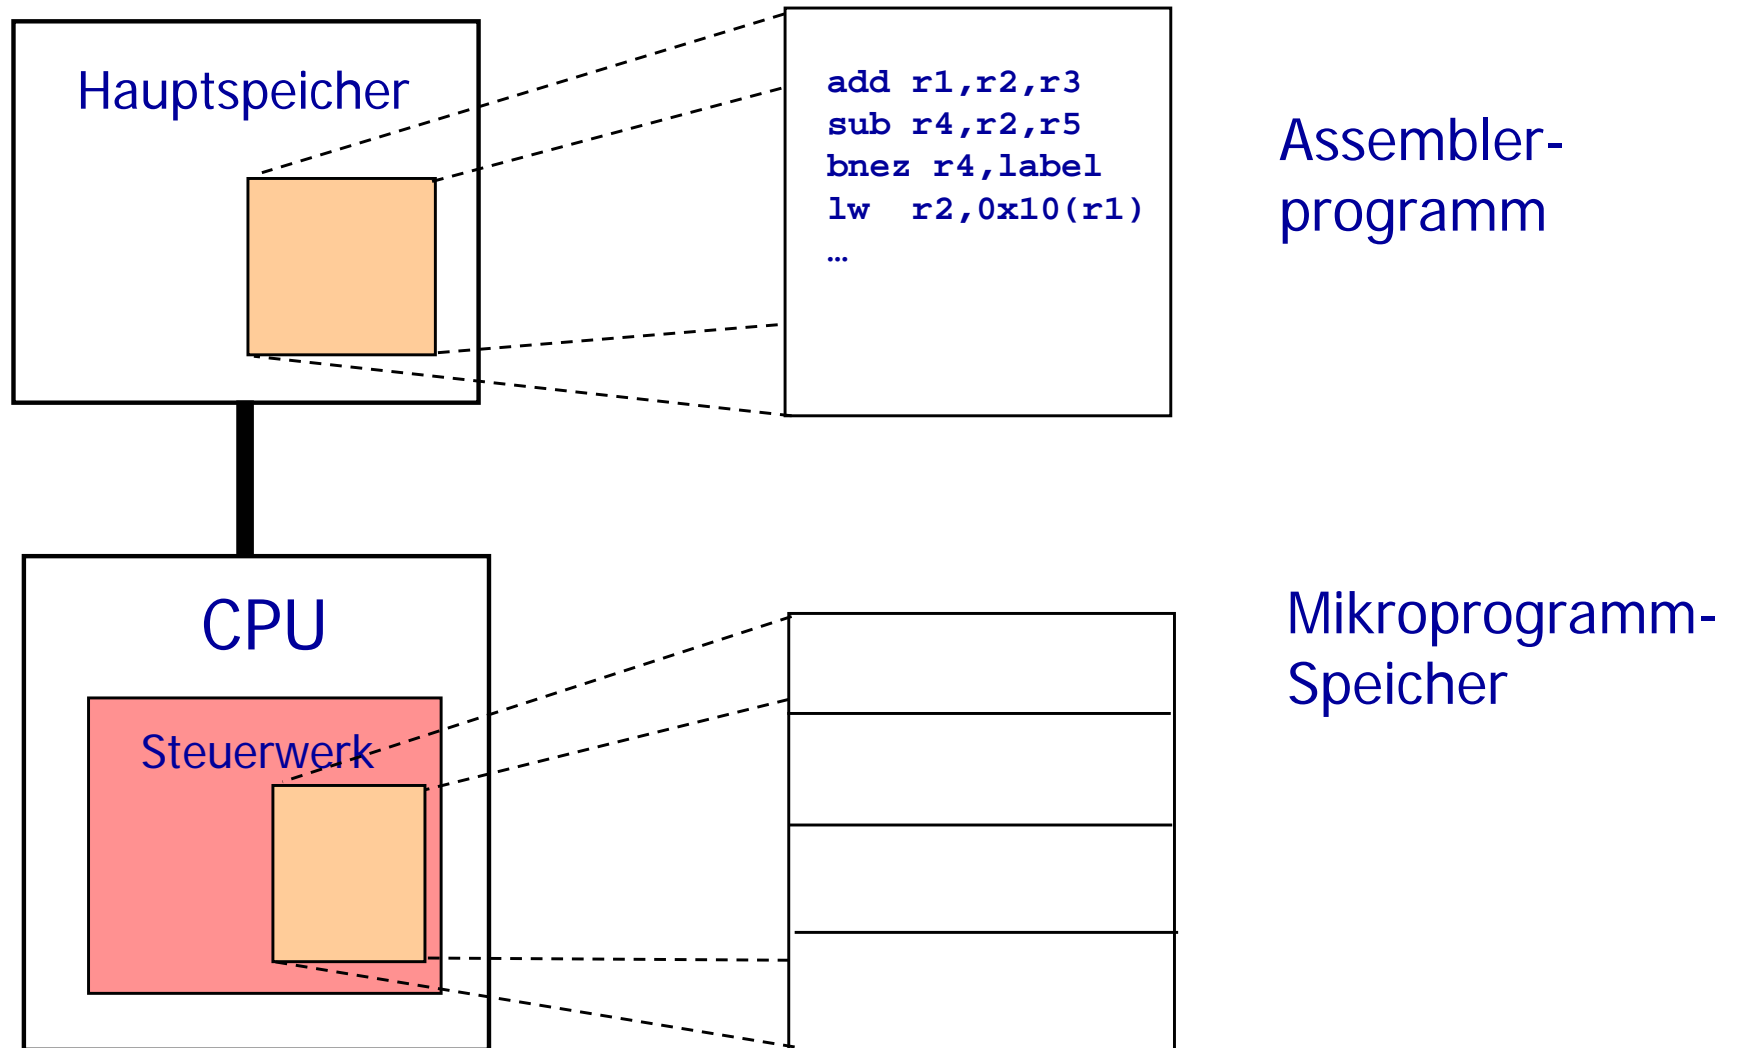 Hauptspeicher
add r1,r2,r3
sub r4,r2,r5
bnez r4,label
lw  r2,0x10(r1)
…
Assembler-
programm
CPU
Steuerwerk
Mikroprogramm-
Speicher